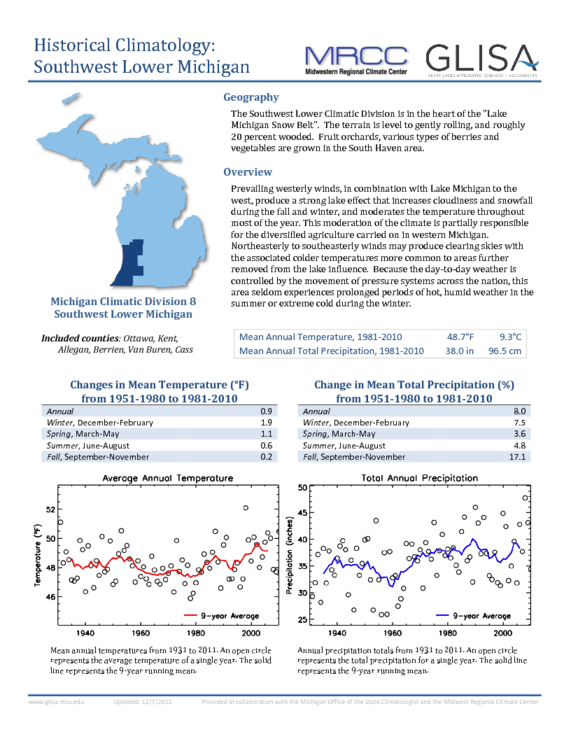 Historical Climatology:
Southwest Lower Michigan
MRCC
Midwestern Regional Climate Center
GLISA
GREAT LAKES INTEGRATED SCIENCES + ASSESSMENTS
Geography
The Southwest Lower Climatic Division is in the heart of the "Lake
Michigan Snow Belt". The terrain is level to gently rolling, and roughly
20 percent wooded. Fruit orchards, various types of berries and
vegetables are grown in the South Haven area.
Overview
Prevailing westerly winds, in combination with Lake Michigan to the
west, produce a strong lake effect that increases cloudiness and snowfall
during the fall and winter, and moderates the temperature throughout
most of the year. This moderation of the climate is partially responsible
for the diversified agriculture carried on in western Michigan.
Northeasterly to southeasterly winds may produce clearing skies with
the associated colder temperatures more common to areas further
removed from the lake influence. Because the day-to-day weather is
controlled by the movement of pressure systems across the nation, this
area seldom experiences prolonged periods of hot, humid weather in the
summer or extreme cold during the winter.
Michigan Climatic Division 8
Southwest Lower Michigan
Included counties: Ottawa, Kent,
Allegan, Berrien, Van Buren, Cass
Mean Annual Temperature, 1981-2010 48.7°F 9.3°C
Mean Annual Total Precipitation, 1981-2010 38.0 in 96.5 cm
Changes in Mean Temperature (°F)
from 1951-1980 to 1981-2010
Annual 0.9
Winter, December-February 1.9
Spring, March-May 1.1
Summer, June-August 0.6
Fall, September-November 0.2
Change in Mean Total Precipitation (%)
from 1951-1980 to 1981-2010
Annual 8.0
Winter, December-February 7.5
Spring, March-May 3.6
Summer, June-August 4.8
Fall, September-November 17.1
Average Annual Temperature
Temperature (°F)
52
50
48
46
9-year Average
1940 1960 1980 2000
Mean annual temperatures from 1931 to 2011. An open circle
represents the average temperature of a single year. The solid
line represents the 9-year running mean.
Total Annual Precipitation
Precipitation (inches)
50
45
40
35
30
25
9-year Average
1940 1960 1980 2000
Annual precipitation totals from 1931 to 2011. An open circle
represents the total precipitation for a single year. The solid line
represents the 9-year running mean.
www.glisa.msu.edu Updated: 12/7/2012 Provided in collaboration with the Michigan Office of the State Climatologist and the Midwest Regional Climate Center